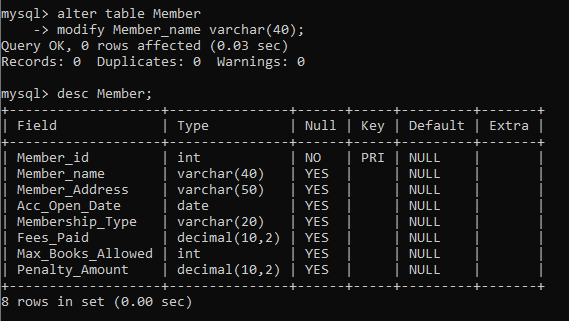 mysql> alter table Member
    -> modify Member_name varchar(40);
Query OK, 0 rows affected (0.03 sec)
Records: 0  Duplicates: 0  Warnings: 0

mysql> desc Member;
+-------------------+---------------+------+-----+---------+-------+
| Field             | Type          | Null | Key | Default | Extra |
+-------------------+---------------+------+-----+---------+-------+
| Member_id         | int           | NO   | PRI | NULL    |       |
| Member_name       | varchar(40)   | YES  |     | NULL    |       |
| Member_Address    | varchar(50)   | YES  |     | NULL    |       |
| Acc_Open_Date     | date          | YES  |     | NULL    |       |
| Membership_Type   | varchar(20)   | YES  |     | NULL    |       |
| Fees_Paid         | decimal(10,2) | YES  |     | NULL    |       |
| Max_Books_Allowed | int           | YES  |     | NULL    |       |
| Penalty_Amount    | decimal(10,2) | YES  |     | NULL    |       |
+-------------------+---------------+------+-----+---------+-------+
8 rows in set (0.00 sec)